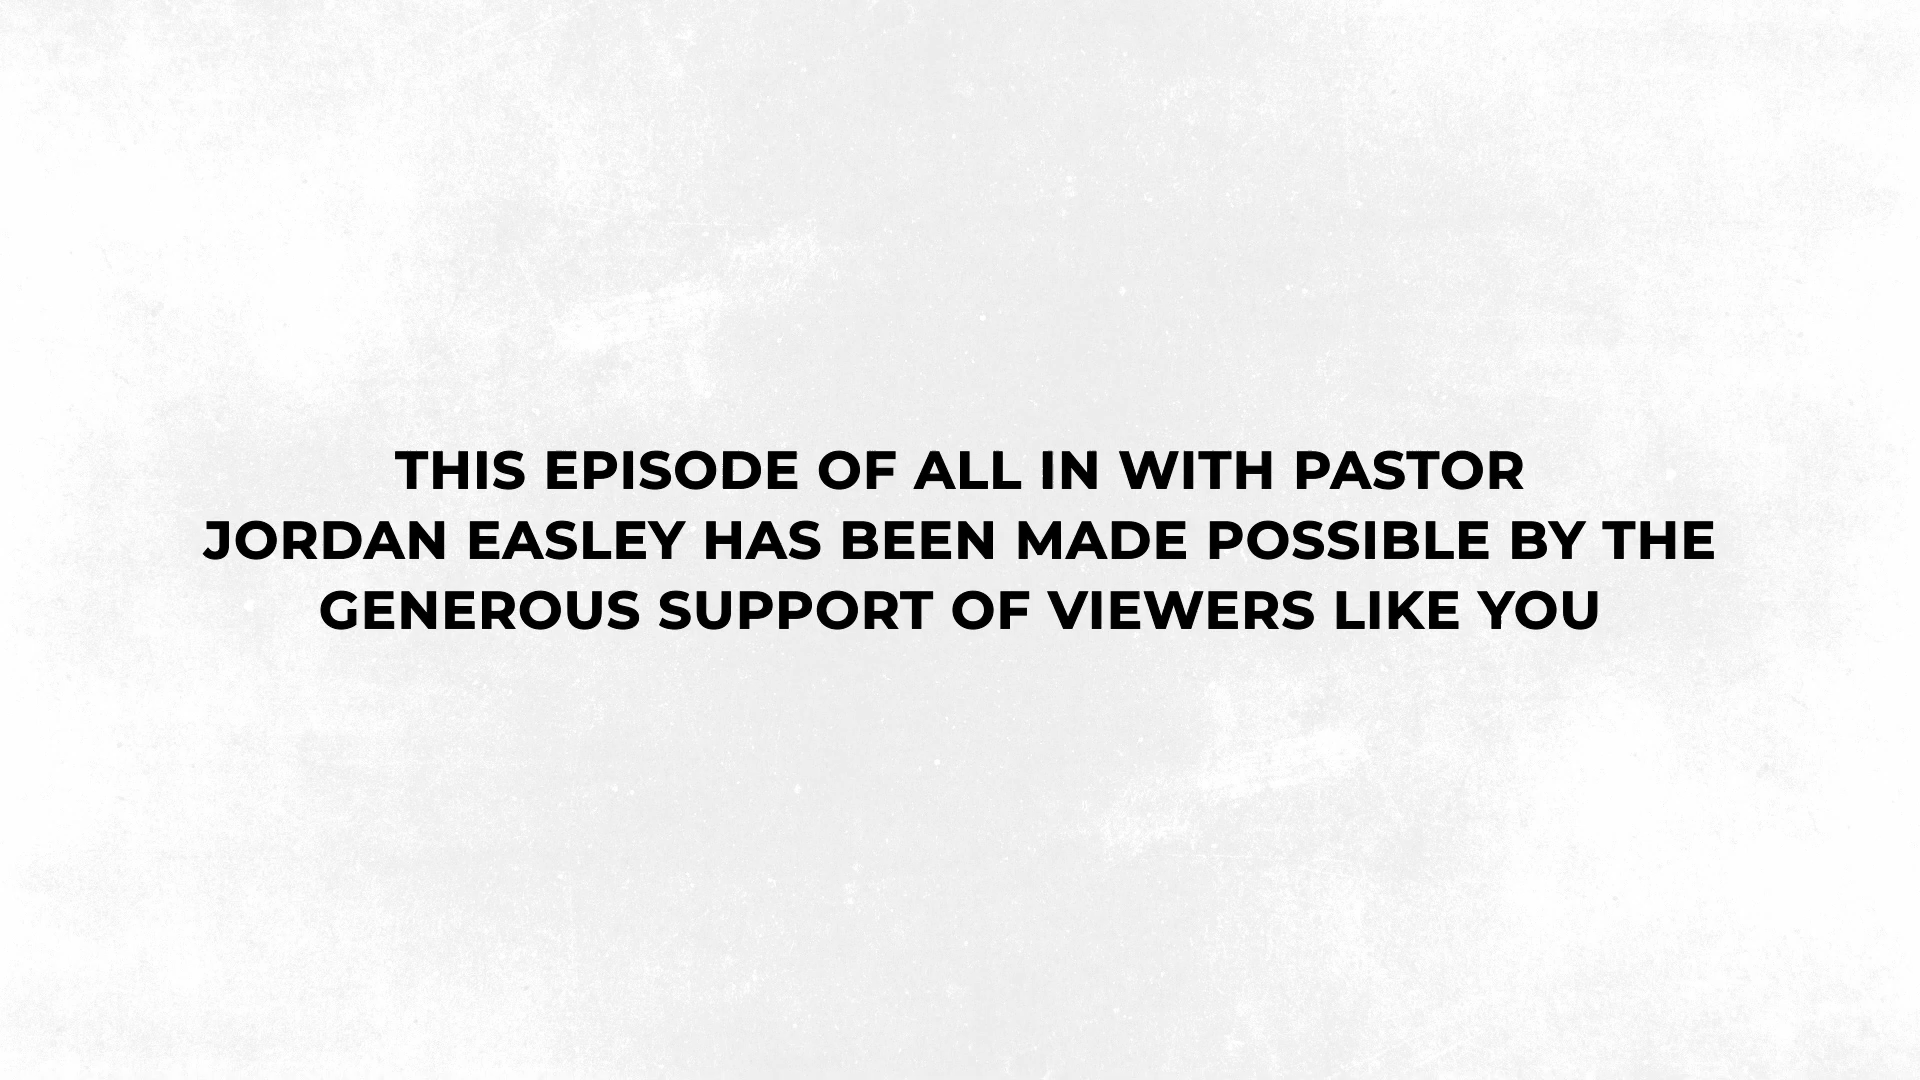 THIS EPISODE OF ALL IN WITH PASTOR
JORDAN EASLEY HAS BEEN MADE POSSIBLE BY THE
GENEROUS SUPPORT OF VIEWERS LIKE YOU